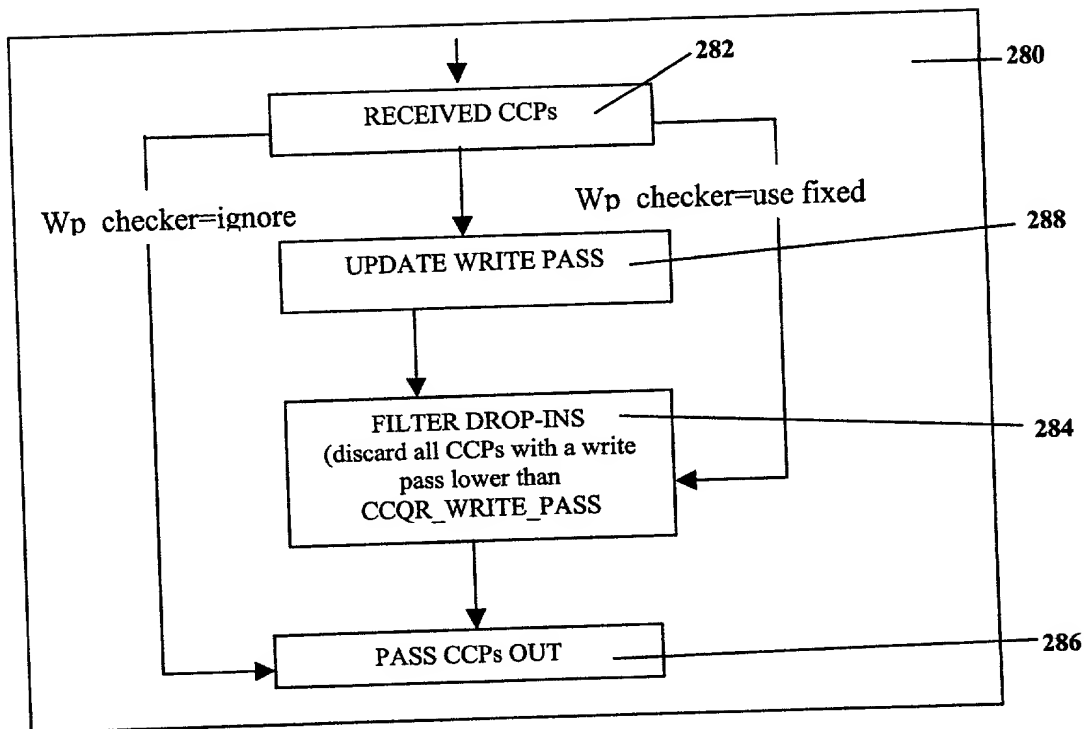 282
280
RECEIVED CCPs
Wp checker=ignore
Wp checker=use fixed
288
UPDATE WRITE PASS
FILTER DROP-INS
(discard all CCPs with a write
pass lower than
CCQR_WRITE_PASS
284
PASS CCPs OUT
286